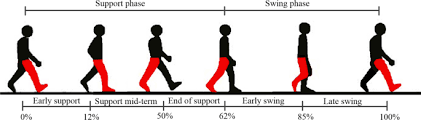 Support phase Swing phase
Early support Support mid-term End of support Early swing Late swing
0% 12% 50% 62% 85% 100%